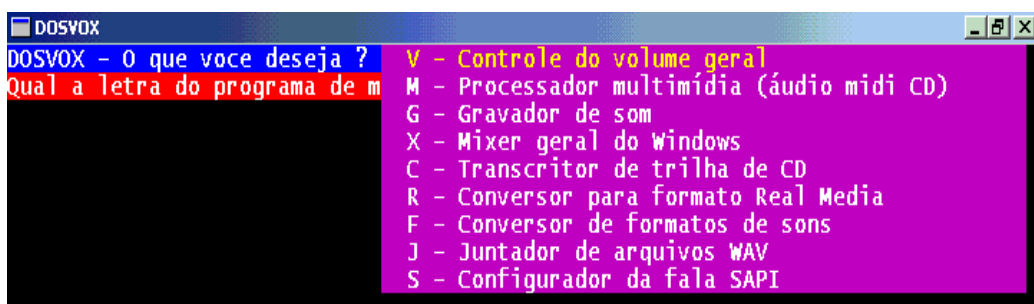 DOSVOX
DOSVOX - O que voce deseja ?
Qual a letra do programa de m
V - Controle do volume geral
M - Processador multimídia (áudio midi CD)
G - Gravador de som
X - Mixer geral do Windows
C - Transcritor de trilha de CD
R - Conversor para formato Real Media
F - Conversor de formatos de sons
J - Juntador de arquivos WAV
S - Configurador da fala SAPI